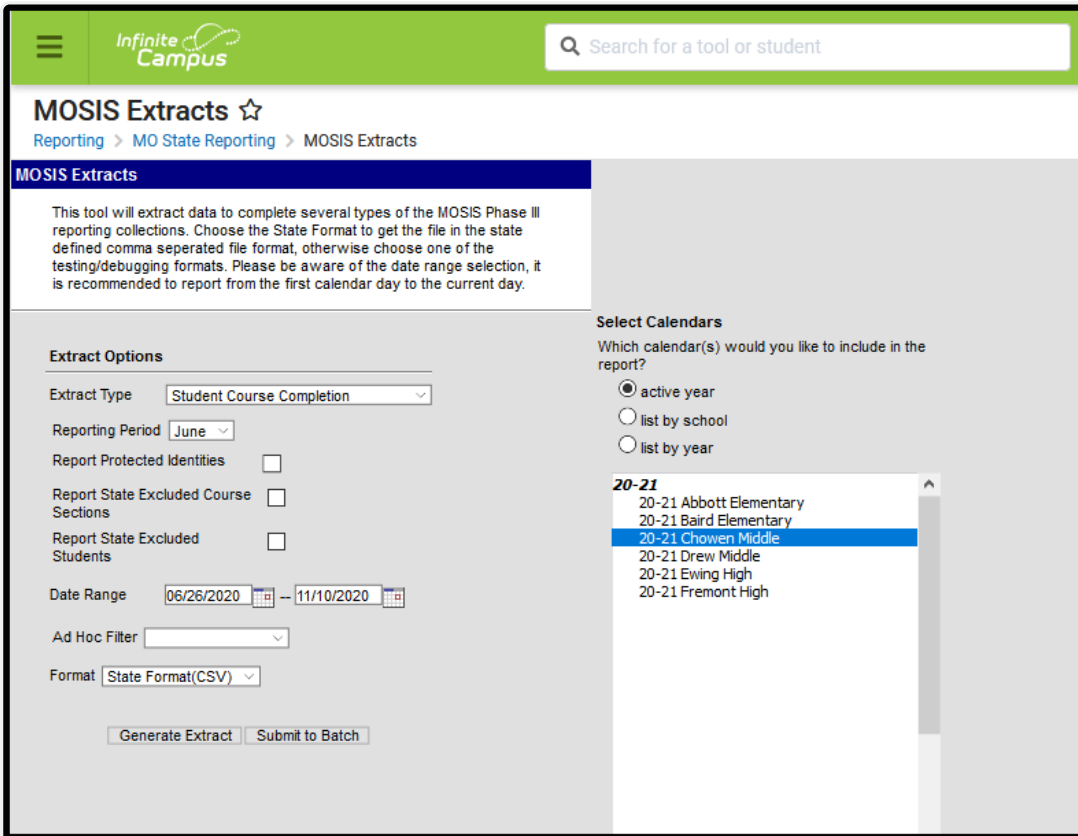 Infinite
Campus
Search for a tool or student
MOSIS Extracts
Reporting > MO State Reporting > MOSIS Extracts
MOSIS Extracts
This tool will extract data to complete several types of the MOSIS Phase III
reporting collections. Choose the State Format to get the file in the state
defined comma seperated file format, otherwise choose one of the
testing/debugging formats. Please be aware of the date range selection, it
is recommended to report from the first calendar day to the current day.
Extract Options
Extract Type Student Course Completion
Reporting Period June
Report Protected Identities
Report State Excluded Course
Sections
Report State Excluded
Students
Date Range 06/26/2020 – 11/10/2020
Ad Hoc Filter
Format State Format(CSV)
Generate Extract Submit to Batch
Select Calendars
Which calendar(s) would you like to include in the
report?
active year
list by school
list by year
20-21
20-21 Abbott Elementary
20-21 Baird Elementary
20-21 Chowen Middle
20-21 Drew Middle
20-21 Ewing High
20-21 Fremont High